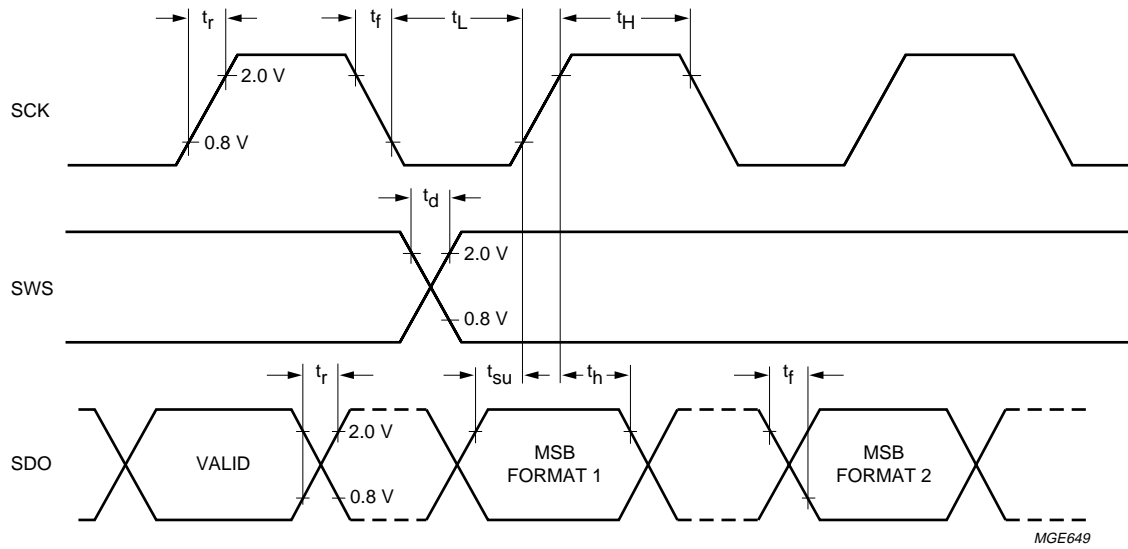 tr
tf
tL
tH
SCK
2.0 V
0.8 V
td
SWS
2.0 V
0.8 V
tr
tsu
th
tf
SDO
VALID
2.0 V
0.8 V
MSB
FORMAT 1
MSB
FORMAT 2
MGE649